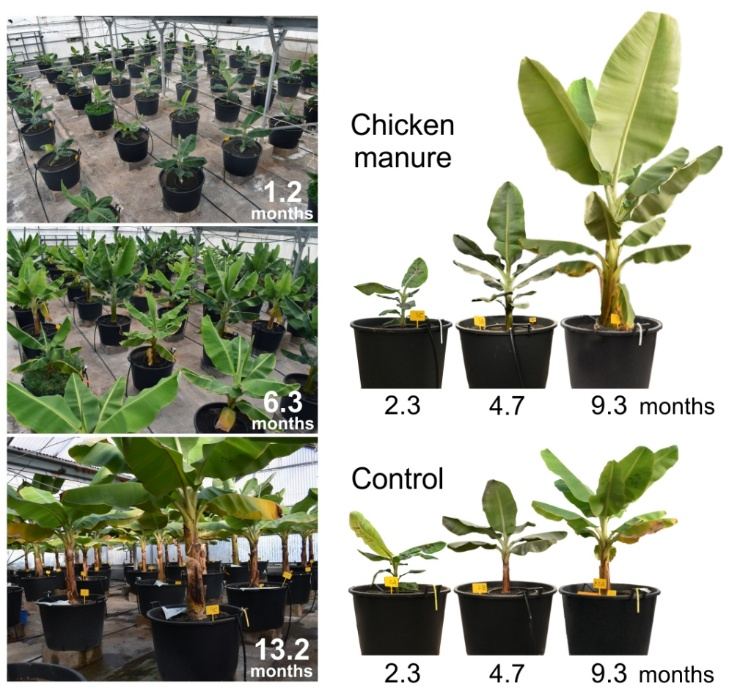 1.2
months
6.3
months
13.2
months
Chicken
manure
2.3 4.7 9.3 months
Control
2.3 4.7 9.3 months